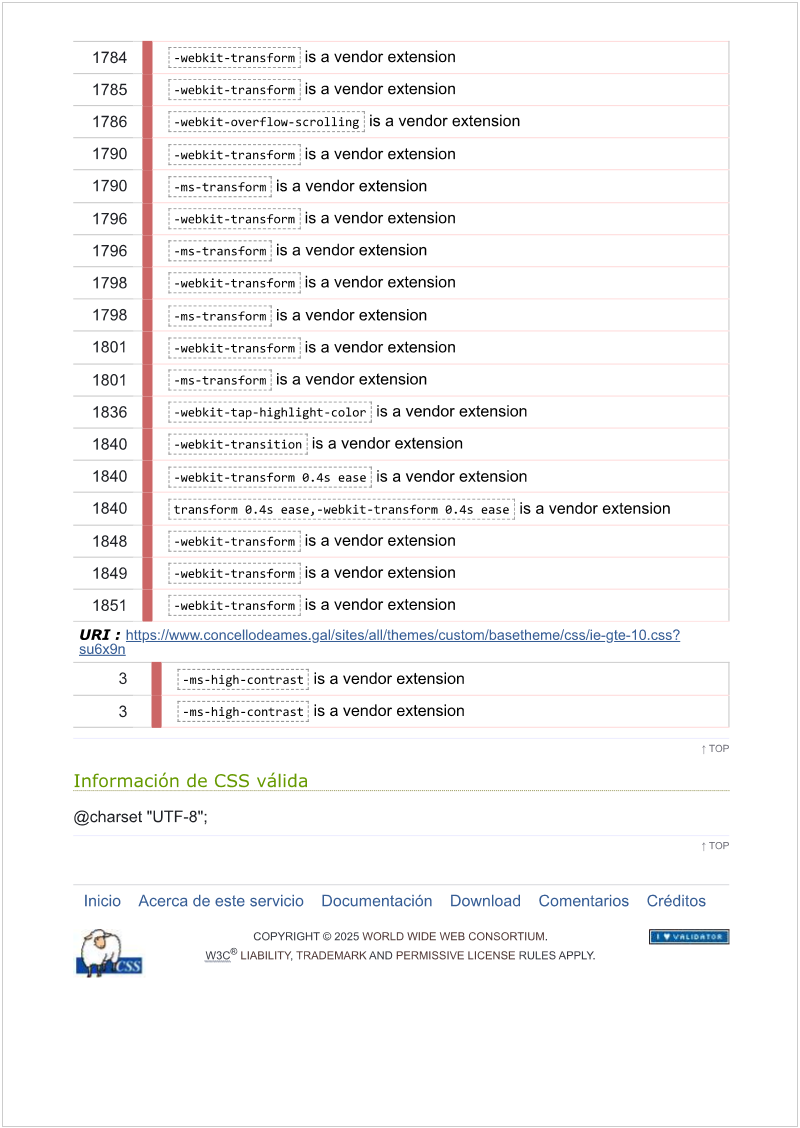 1784 -webkit-transform is a vendor extension
1785 -webkit-transform is a vendor extension
1786 -webkit-overflow-scrolling is a vendor extension
1790 -webkit-transform is a vendor extension
1790 -ms-transform is a vendor extension
1796 -webkit-transform is a vendor extension
1796 -ms-transform is a vendor extension
1798 -webkit-transform is a vendor extension
1798 -ms-transform is a vendor extension
1801 -webkit-transform is a vendor extension
1801 -ms-transform is a vendor extension
1836 -webkit-tap-highlight-color is a vendor extension
1840 -webkit-transition is a vendor extension
1840 -webkit-transform 0.4s ease is a vendor extension
1840 transform 0.4s ease,-webkit-transform 0.4s ease is a vendor extension
1848 -webkit-transform is a vendor extension
1849 -webkit-transform is a vendor extension
1851 -webkit-transform is a vendor extension
URI : https://www.concellodeames.gal/sites/all/themes/custom/basetheme/css/ie-gte-10.css?
su6x9n
3 -ms-high-contrast is a vendor extension
3 -ms-high-contrast is a vendor extension
↑ TOP
Información de CSS válida
@charset "UTF-8";
↑ TOP
Inicio Acerca de este servicio Documentación Download Comentarios Créditos
CSS
COPYRIGHT © 2025 WORLD WIDE WEB CONSORTIUM.
I ♥ VALIDATOR
W3C® LIABILITY, TRADEMARK AND PERMISSIVE LICENSE RULES APPLY.